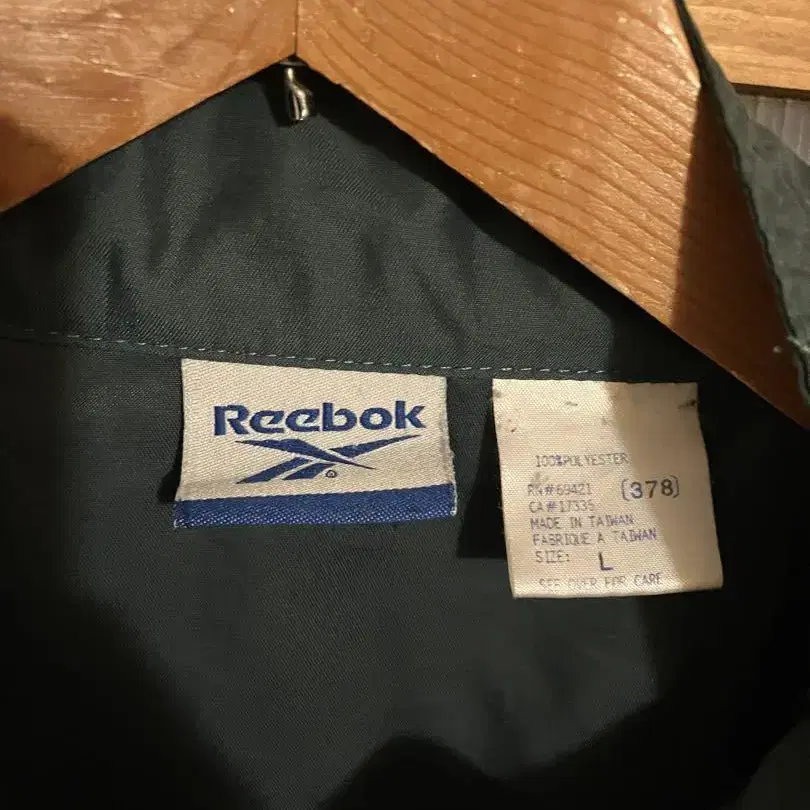 Reebok
®
100%POLYESTER
RN#69421 (378)
CA#17335
MADE IN TAIWAN
FABRIQUE A TAIWAN
SIZE: L
SEE OVER FOR CARE